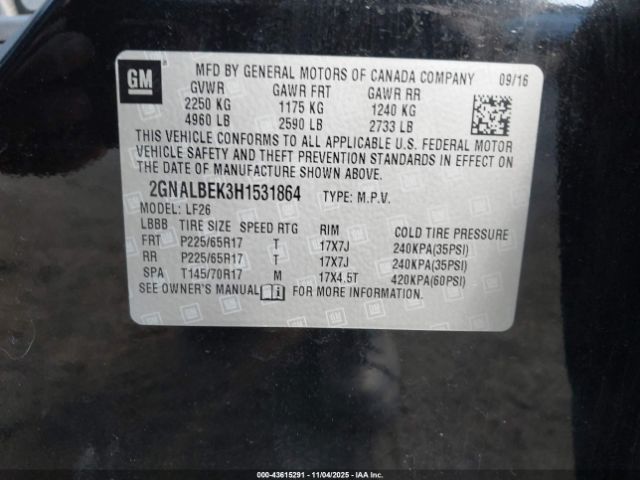 GM
MFD BY GENERAL MOTORS OF CANADA COMPANY 09/16
GVWR GAWR FRT GAWR RR
2250 KG 1175 KG 1240 KG
4960 LB 2590 LB 2733 LB
THIS VEHICLE CONFORMS TO ALL APPLICABLE U.S. FEDERAL MOTOR
VEHICLE SAFETY AND THEFT PREVENTION STANDARDS IN EFFECT ON
THE DATE OF MANUFACTURE SHOWN ABOVE.
2GNALBEK3H1531864 TYPE: M.P.V.
MODEL: LF26
LBBB TIRE SIZE SPEED RTG RIM COLD TIRE PRESSURE
FRT P225/65R17 T 17X7J 240KPA(35PSI)
RR P225/65R17 T 17X7J 240KPA(35PSI)
SPA T145/70R17 M 17X4.5T 420KPA(60PSI)
SEE OWNER'S MANUAL FOR MORE INFORMATION.
000-43615291 - 11/04/2025 - IAAI.CA